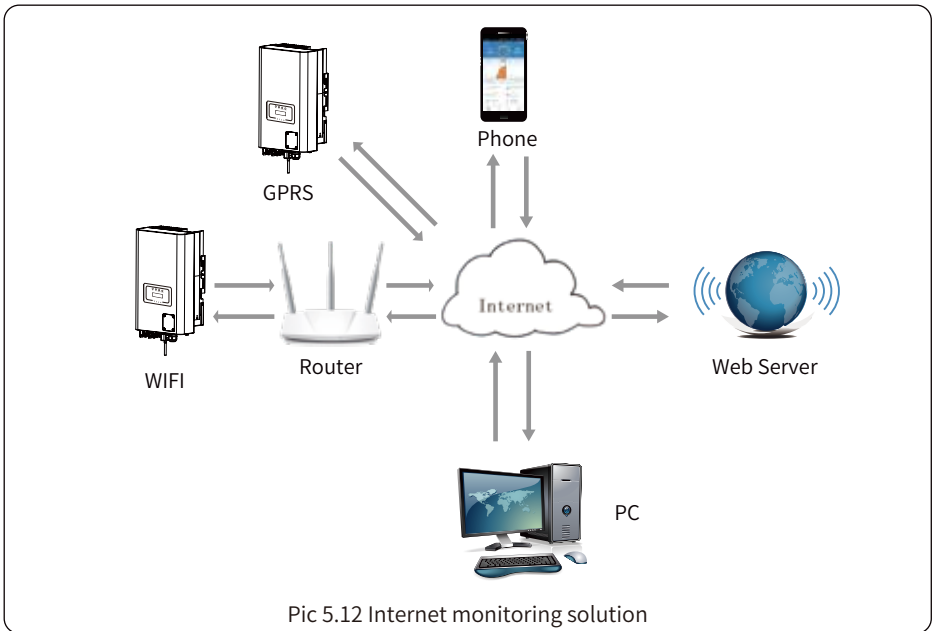 Phone
GPRS
Internet
WIFI
Router
Web Server
PC
Pic 5.12 Internet monitoring solution